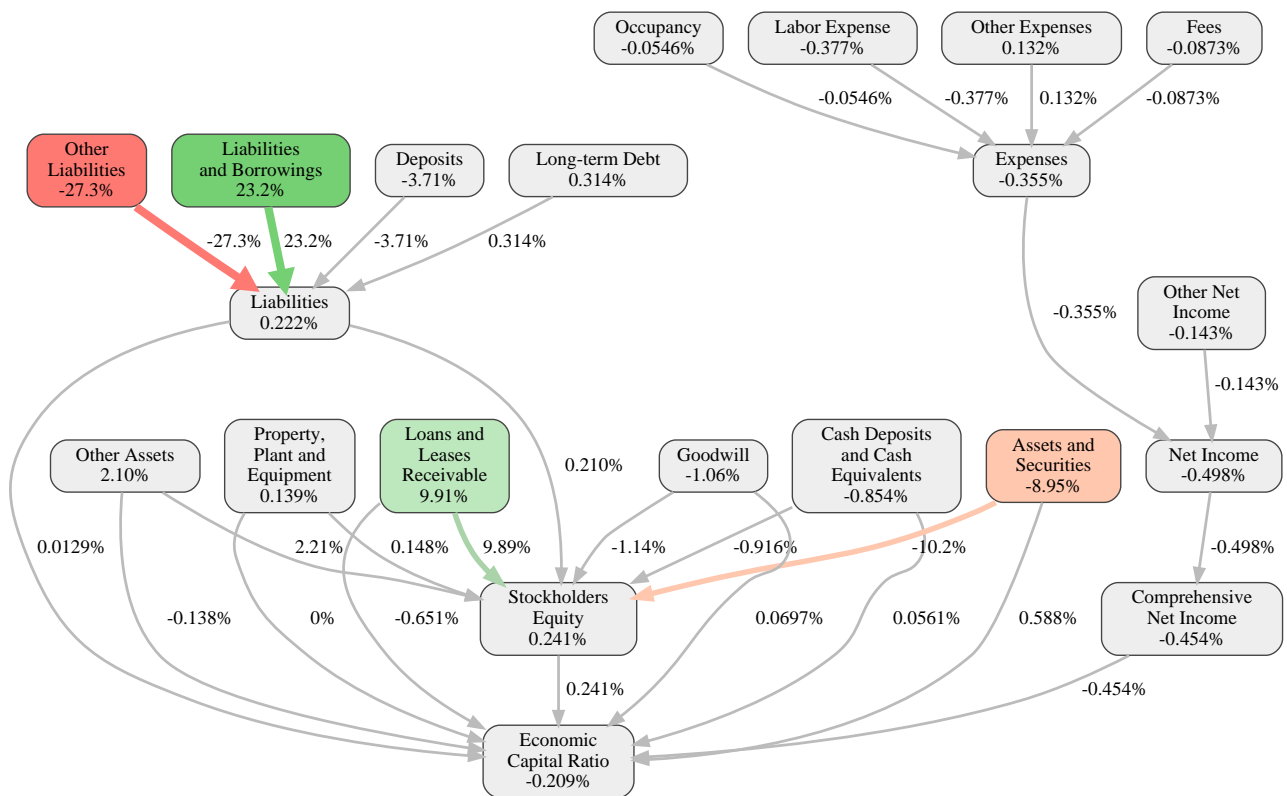 Occupancy
-0.0546%
Labor Expense
-0.377%
Other Expenses
0.132%
Fees
-0.0873%
-0.0546%
-0.377%
0.132%
-0.0873%
Other
Liabilities
-27.3%
Liabilities
and Borrowings
23.2%
Deposits
-3.71%
Long-term Debt
0.314%
Expenses
-0.355%
-27.3%
23.2%
-3.71%
0.314%
Liabilities
0.222%
-0.355%
Other Net
Income
-0.143%
-0.143%
Other Assets
2.10%
Property,
Plant and
Equipment
0.139%
Loans and
Leases
Receivable
9.91%
0.210%
Goodwill
-1.06%
Cash Deposits
and Cash
Equivalents
-0.854%
Assets and
Securities
-8.95%
Net Income
-0.498%
0.0129%
2.21%
0.148%
9.89%
-1.14%
-0.916%
-10.2%
-0.498%
-0.138%
0%
-0.651%
Stockholders
Equity
0.241%
0.0697%
0.0561%
0.588%
Comprehensive
Net Income
-0.454%
0.241%
-0.454%
Economic
Capital Ratio
-0.209%